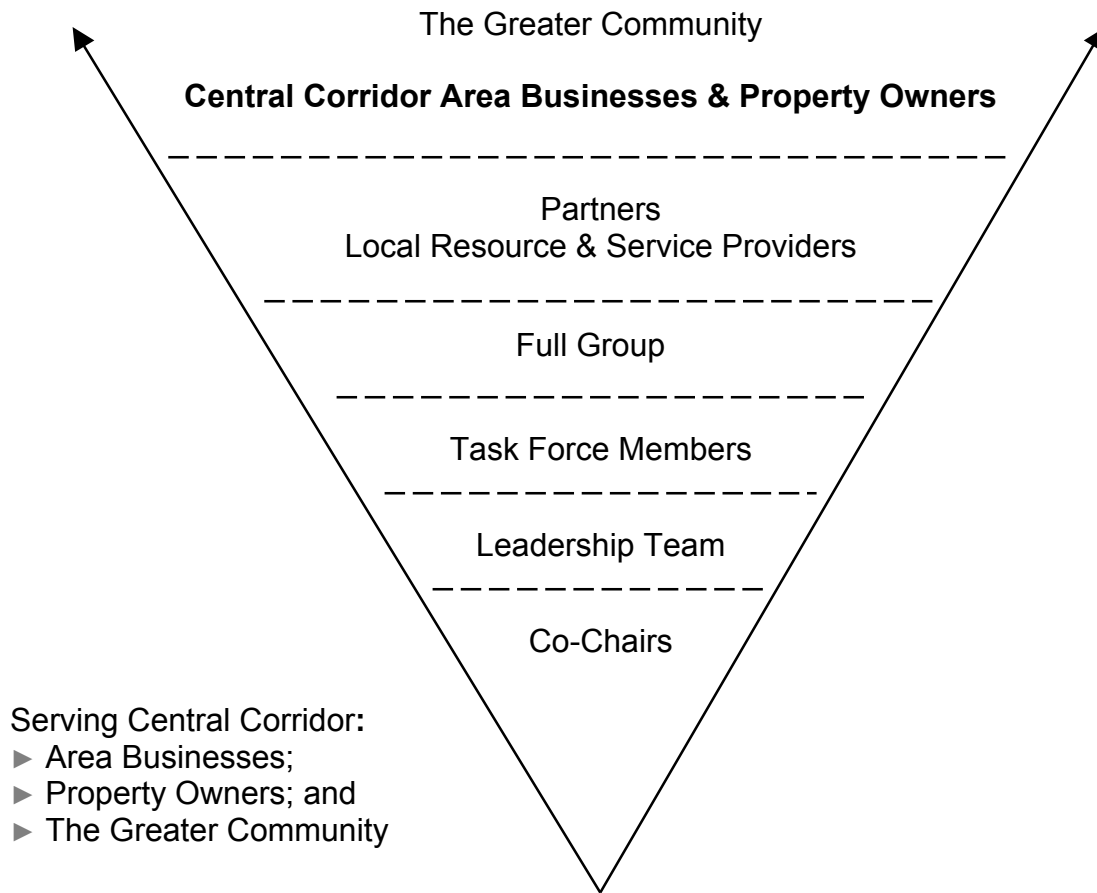 The Greater Community
Central Corridor Area Businesses & Property Owners
Partners
Local Resource & Service Providers
Full Group
Task Force Members
Leadership Team
Co-Chairs
Serving Central Corridor:
► Area Businesses;
► Property Owners; and
► The Greater Community